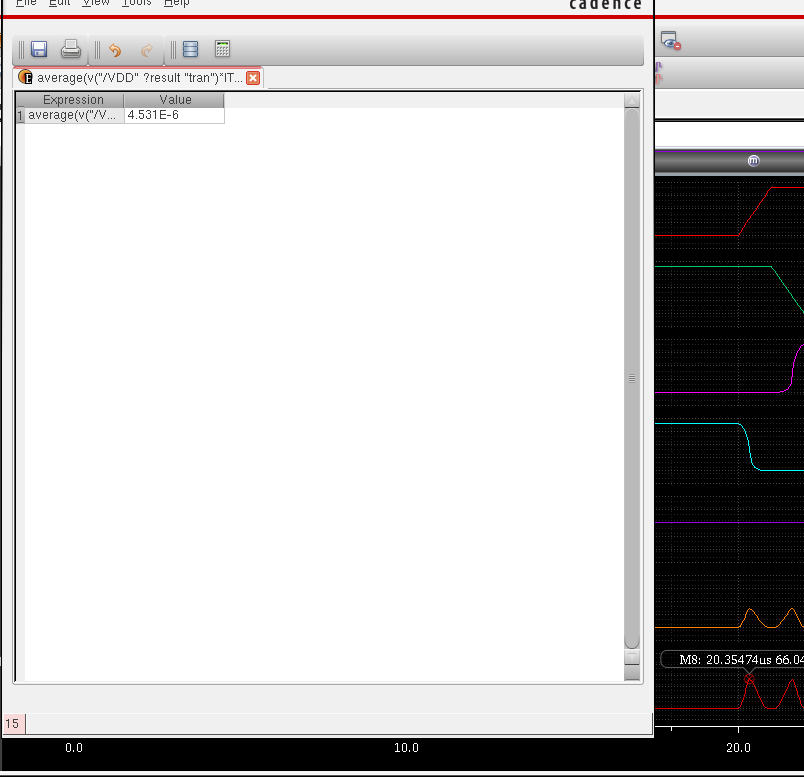 File Edit View Tools Help
cadence
average(v("/VDD" ?result "tran")*IT...
Expression Value
1 average(v("/V... 4.531E-6
M8: 20.35474us 66.04
15
0.0 10.0 20.0